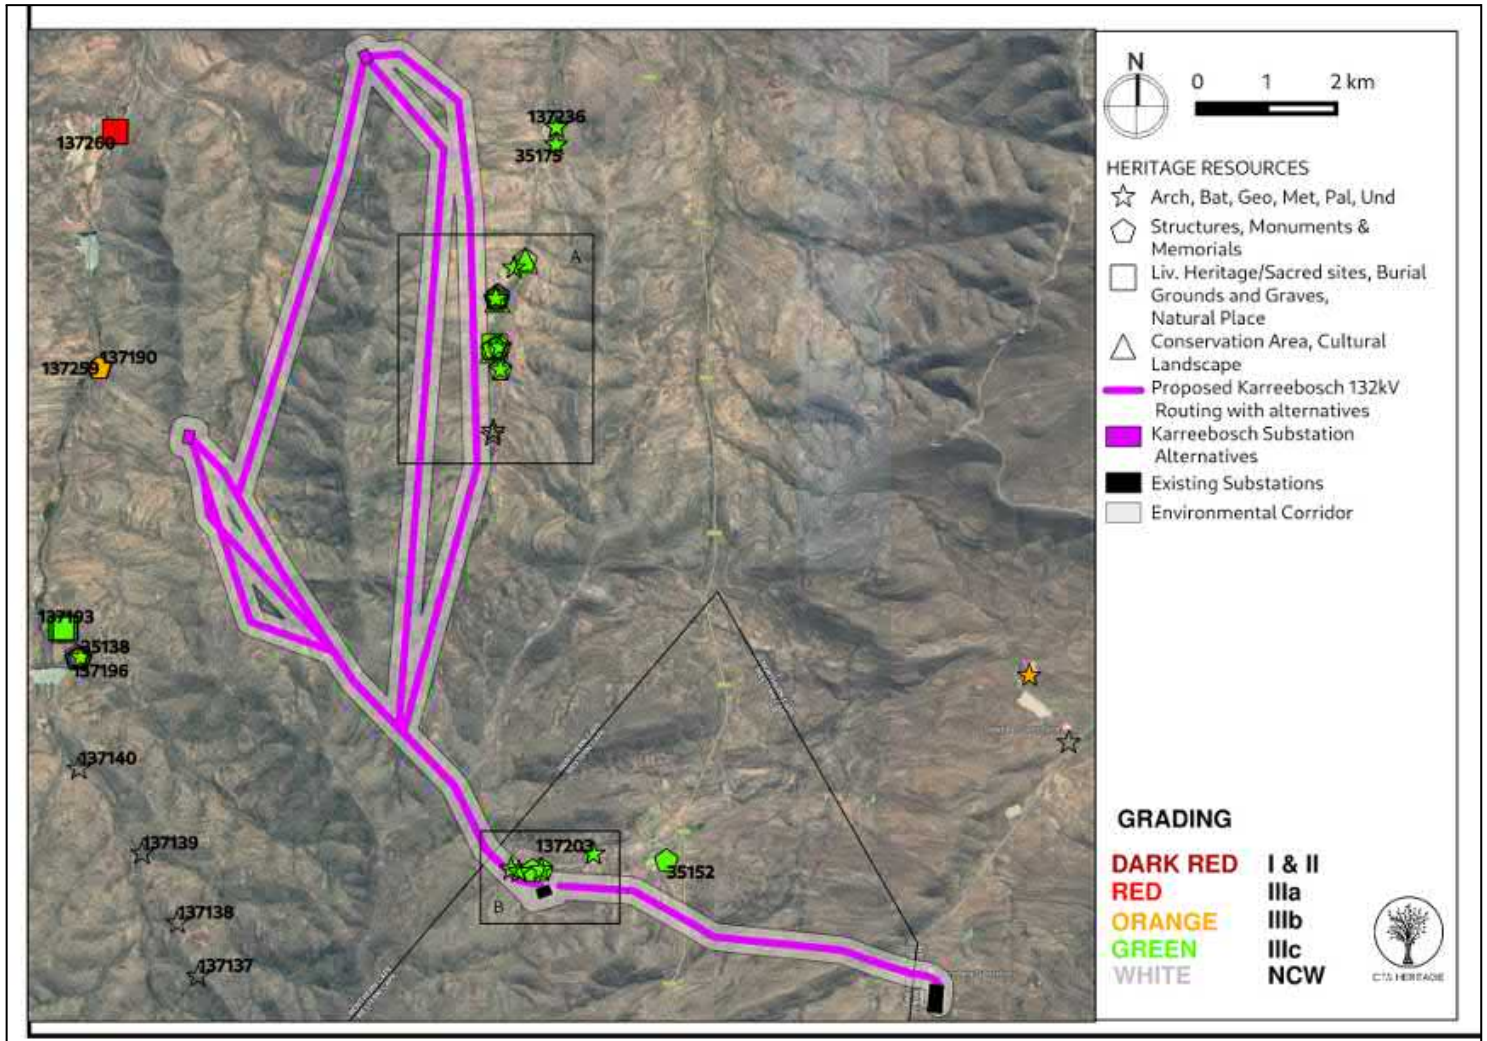 137260
137236
35175
A
137259
137190
137193
35138
137196
137140
137139
137138
137137
137203
35152
B
N
0 1 2 km
HERITAGE RESOURCES
Arch, Bat, Geo, Met, Pal, Und
Structures, Monuments &
Memorials
Liv. Heritage/Sacred sites, Burial
Grounds and Graves,
Natural Place
Conservation Area, Cultural
Landscape
Proposed Karreebosch 132kV
Routing with alternatives
Karreebosch Substation
Alternatives
Existing Substations
Environmental Corridor
GRADING
DARK RED I & II
RED IIIa
ORANGE IIIb
GREEN IIIc
WHITE NCW
CTS HERITAGE